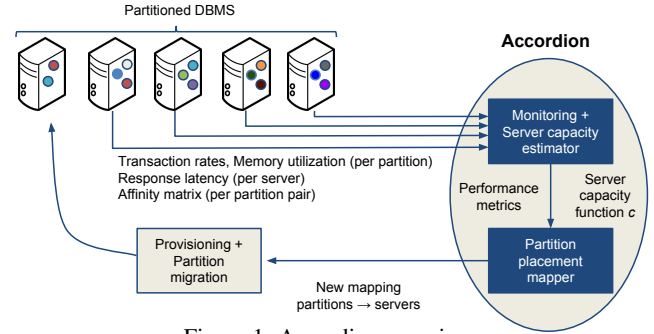 Partitioned DBMS
Accordion
Monitoring +
Server capacity
estimator
Transaction rates, Memory utilization (per partition)
Response latency (per server)
Affinity matrix (per partition pair)
Performance
metrics
Server
capacity
function c
Provisioning +
Partition
migration
Partition
placement
mapper
New mapping
partitions → servers